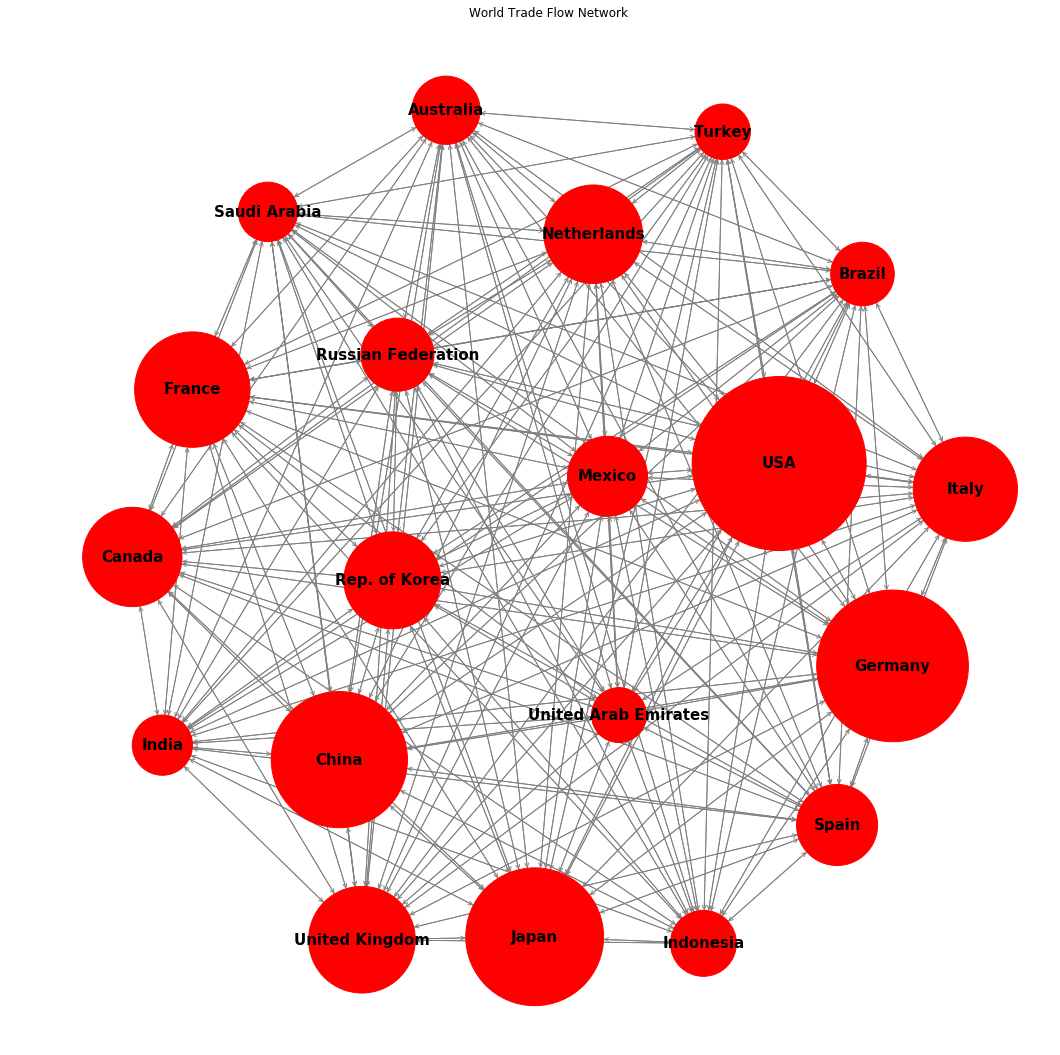 World Trade Flow Network
Australia
Turkey
Saudi Arabia
Netherlands
Brazil
Russian Federation
France
USA
Mexico
Italy
Canada
Rep. of Korea
Germany
United Arab Emirates
India
China
Spain
Japan
United Kingdom
Indonesia